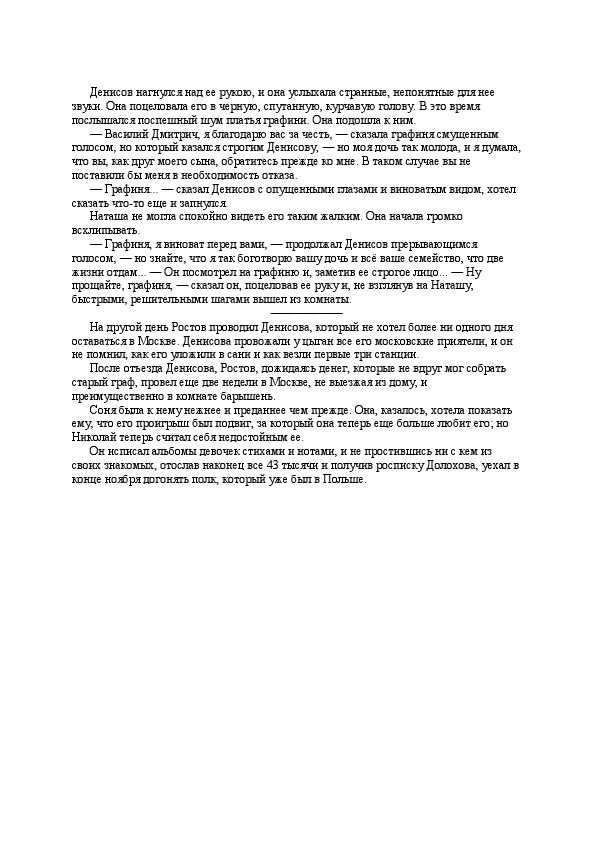 Денисов нагнулся над ее рукою, и она услыхала странные, непонятные для нее
звуки. Она поцеловала его в черную, спутанную, курчавую голову. В это время
послышался поспешный шум платья графини. Она подошла к ним.
— Василий Дмитрич, я благодарю вас за честь, — сказала графиня смущенным
голосом, но который казался строгим Денисову, — но моя дочь так молода, и я думала,
что вы, как друг моего сына, обратитесь прежде ко мне. В таком случае вы не
поставили бы меня в необходимость отказа.
— Графиня... — сказал Денисов с опущенными глазами и виноватым видом, хотел
сказать что-то еще и запнулся.
Наташа не могла спокойно видеть его таким жалким. Она начала громко
всхлипывать.
— Графиня, я виноват перед вами, — продолжал Денисов прерывающимся
голосом, — но знайте, что я так боготворю вашу дочь и всё ваше семейство, что две
жизни отдам... — Он посмотрел на графиню и, заметив ее строгое лицо... — Ну
прощайте, графиня, — сказал он, поцеловав ее руку и, не взглянув на Наташу,
быстрыми, решительными шагами вышел из комнаты.
На другой день Ростов проводил Денисова, который не хотел более ни одного дня
оставаться в Москве. Денисова провожали у цыган все его московские приятели, и он
не помнил, как его уложили в сани и как везли первые три станции.
После отъезда Денисова, Ростов, дожидаясь денег, которые не вдруг мог собрать
старый граф, провел еще две недели в Москве, не выезжая из дому, и
преимущественно в комнате барышень.
Соня была к нему нежнее и преданнее чем прежде. Она, казалось, хотела показать
ему, что его проигрыш был подвиг, за который она теперь еще больше любит его; но
Николай теперь считал себя недостойным ее.
Он исписал альбомы девочек стихами и нотами, и не простившись ни с кем из
своих знакомых, отослав наконец все 43 тысячи и получив росписку Долохова, уехал в
конце ноября догонять полк, который уже был в Польше.